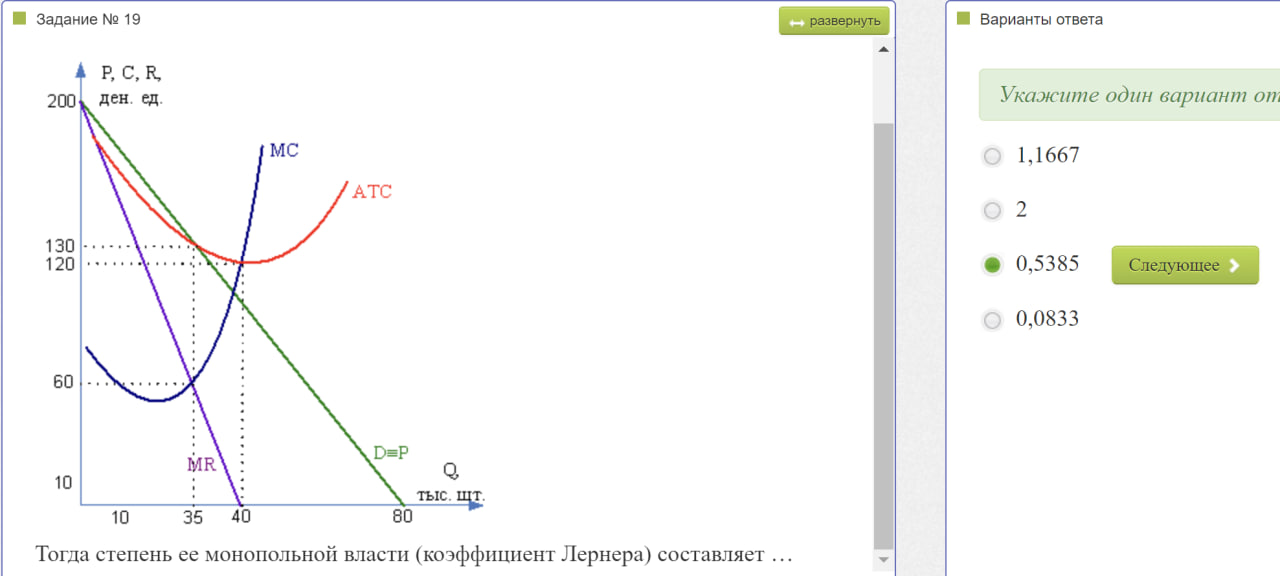 Задание № 19
развернуть
P, C, R,
ден. ед.
200
MC
ATC
130
120
60
D≡P
MR
Q,
10
тыс. шт.
10
35
40
80
Тогда степень ее монопольной власти (коэффициент Лернера) составляет …
Варианты ответа
Укажите один вариант
1,1667
2
0,5385
Следующее
0,0833